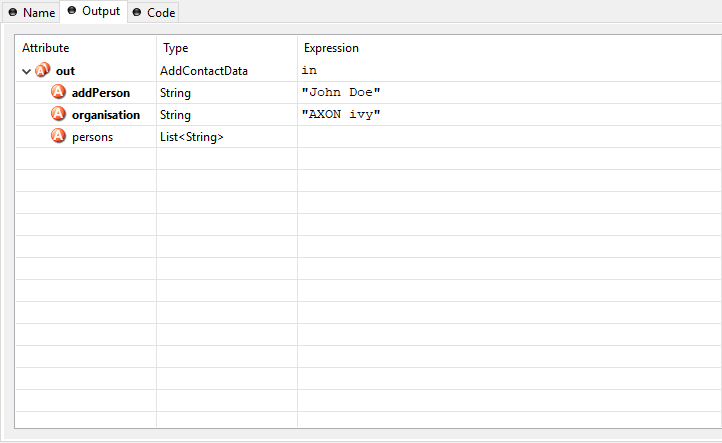 Name Output Code
Attribute Type Expression
out AddContactData in
addPerson String "John Doe"
organisation String "AXON ivy"
persons List<String>